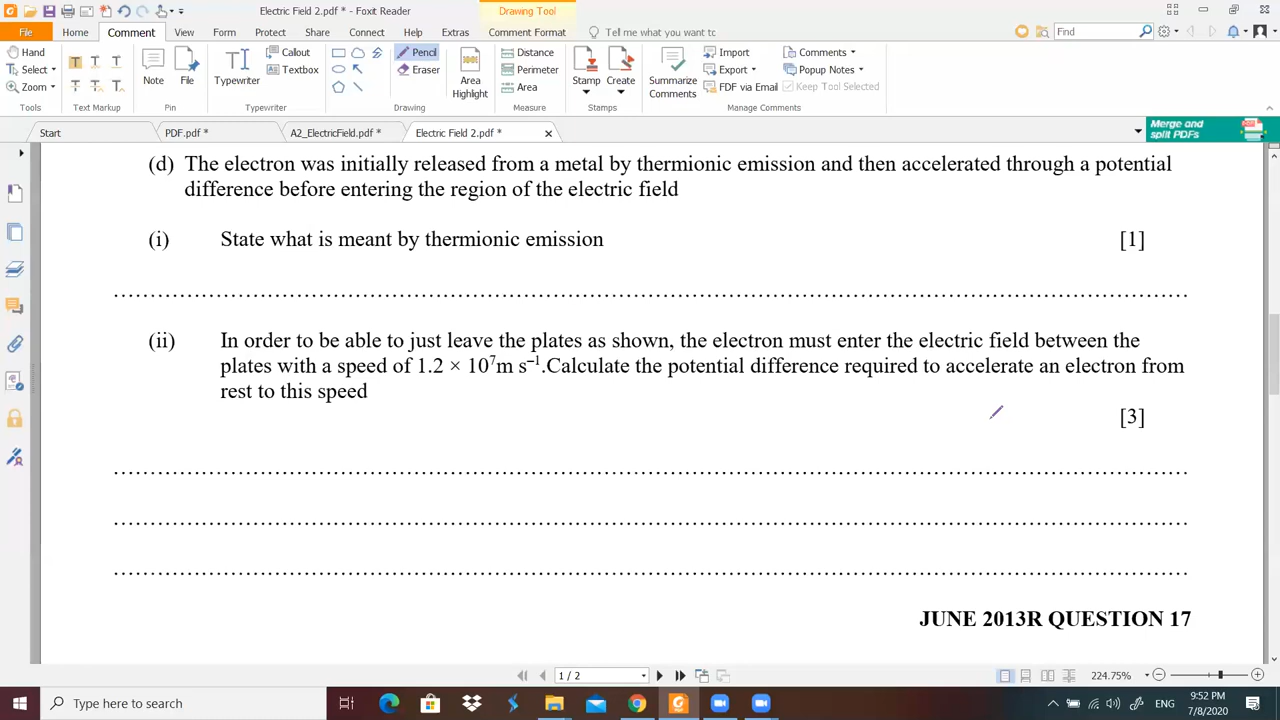 Electric Field 2.pdf * - Foxit Reader
Drawing Tool
File
Home
Comment
View
Form
Protect
Share
Connect
Help
Extras
Comment Format
Tell me what you want to
Find
Hand
Select
Zoom
Tools
T T T
T T T
Text Markup
Note
File
Pin
Typewriter
Callout
Textbox
Typewriter
Pencil
Eraser
Drawing
Area
Highlight
Distance
Perimeter
Area
Measure
Stamp
Create
Stamps
Summarize
Comments
Import
Export
FDF via Email
Comments
Popup Notes
Keep Tool Selected
Manage Comments
Start
PDF.pdf *
A2_ElectricField.pdf *
Electric Field 2.pdf *
Merge and
split PDFs
(d) The electron was initially released from a metal by thermionic emission and then accelerated through a potential
difference before entering the region of the electric field
(i) State what is meant by thermionic emission [1]
(ii) In order to be able to just leave the plates as shown, the electron must enter the electric field between the
plates with a speed of 1.2 × 10⁷m s⁻¹.Calculate the potential difference required to accelerate an electron from
rest to this speed
[3]
JUNE 2013R QUESTION 17
1 / 2
224.75%
Type here to search
ENG
9:52 PM
7/8/2020